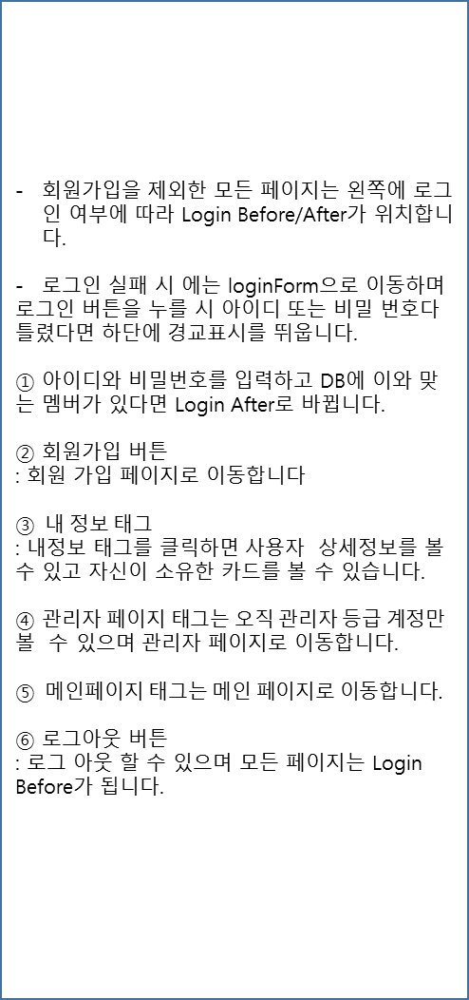 - 회원가입을 제외한 모든 페이지는 왼쪽에 로그
인 여부에 따라 Login Before/After가 위치합니
다.
- 로그인 실패 시 에는 loginForm으로 이동하며
로그인 버튼을 누를 시 아이디 또는 비밀 번호다
틀렸다면 하단에 경교표시를 뛰웁니다.
① 아이디와 비밀번호를 입력하고 DB에 이와 맞
는 멤버가 있다면 Login After로 바뀝니다.
② 회원가입 버튼
: 회원 가입 페이지로 이동합니다
③ 내 정보 태그
: 내정보 태그를 클릭하면 사용자 상세정보를 볼
수 있고 자신이 소유한 카드를 볼 수 있습니다.
④ 관리자 페이지 태그는 오직 관리자 등급 계정만
볼 수 있으며 관리자 페이지로 이동합니다.
⑤ 메인페이지 태그는 메인 페이지로 이동합니다.
⑥ 로그아웃 버튼
: 로그 아웃 할 수 있으며 모든 페이지는 Login
Before가 됩니다.